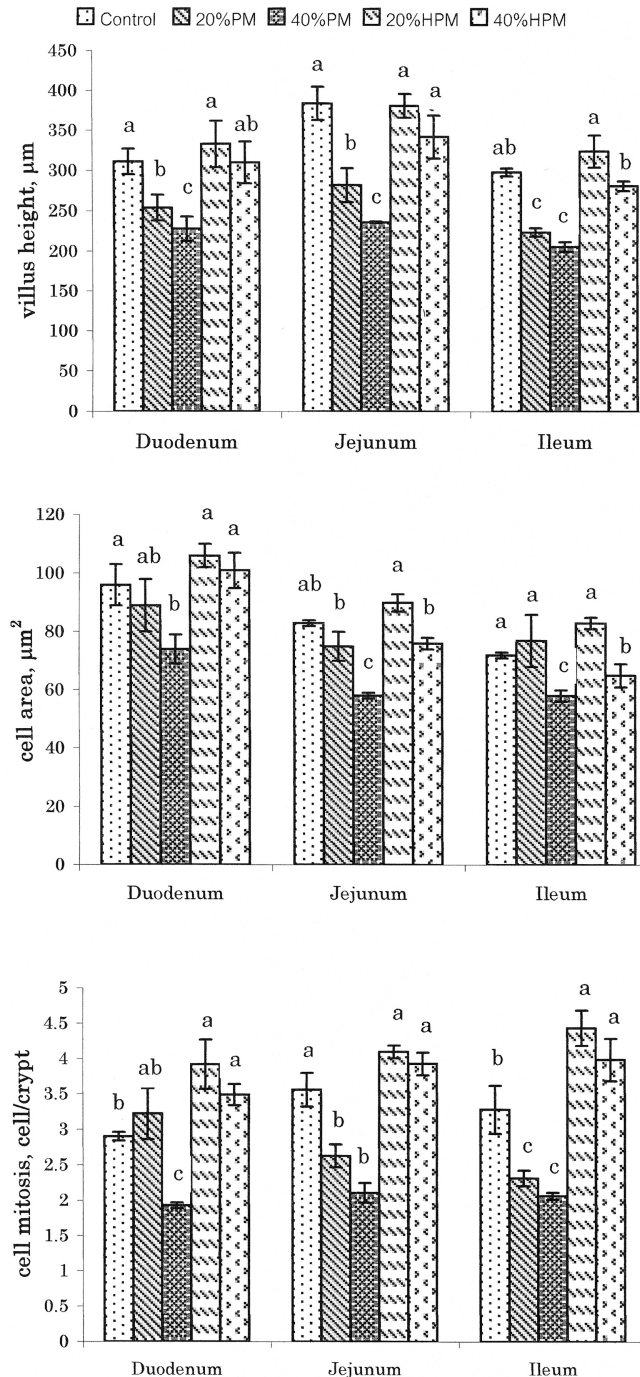 Control 20%PM 40%PM 20%HPM 40%HPM
450
400
350
300
250
200
150
100
50
0
villus height, µm
a b c a ab
a b c a a
ab c c a b
Duodenum Jejunum Ileum
120
100
80
60
40
20
0
cell area, µm²
a ab b a a
ab b c a b
a a c a b
Duodenum Jejunum Ileum
5
4.5
4
3.5
3
2.5
2
1.5
1
0.5
0
cell mitosis, cell/crypt
b ab c a a
a b b a a
b c c a a
Duodenum Jejunum Ileum